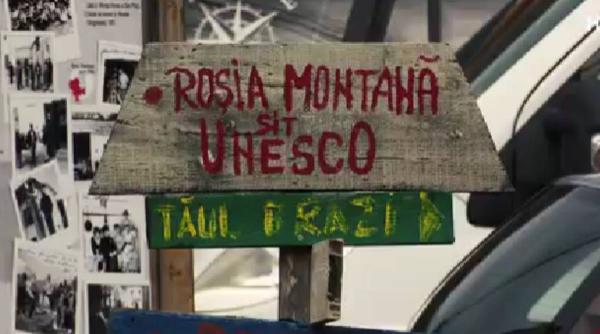 ROȘIA MONTANĂ
SIT
UNESCO
TĂUL BRAZI